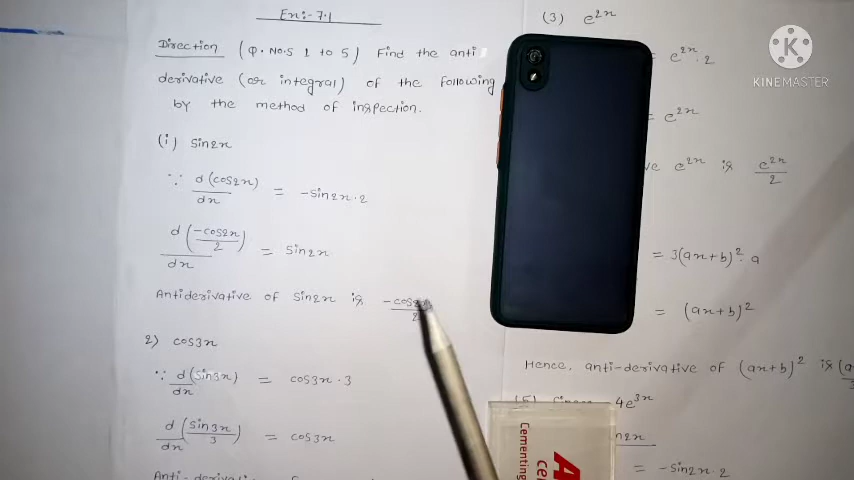 Ex:-7.1
Direction (Q.No.S 1 to 5) Find the anti
derivative (or integral) of the following
by the method of inspection.
(i) sin2x
∵ d(cos2x)/dx = -sin2x·2
d(-cos2x/2)/dx = sin2x
Antiderivative of sin2x is -cos2x/2
2) cos3x
∵ d(sin3x)/dx = cos3x·3
d(sin3x/3)/dx = cos3x
Anti-
(3) e^2x
= e^2x·2
= e^2x
e^2x is e^2x/2
= 3(ax+b)^2·a
= (ax+b)^2
Hence, anti-derivative of (ax+b)^2 is
(5) 4e^3x
= -sin2x·2
KINEMASTER
Cementing